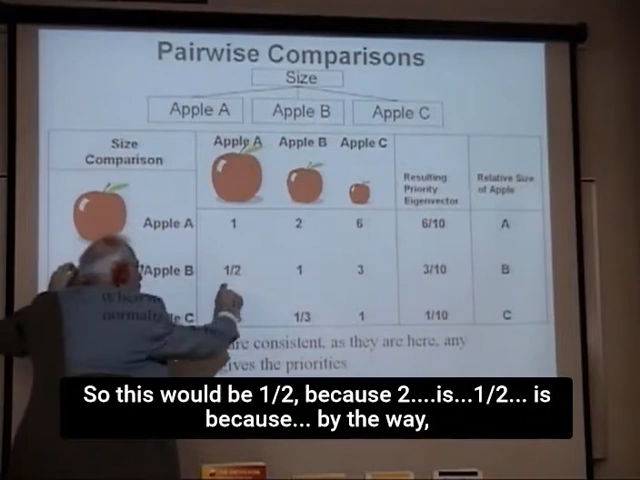 Pairwise Comparisons
Size
Apple A Apple B Apple C
Size Comparison
Apple A Apple B Apple C
Resulting Priority Eigenvector
Relative Size of Apple
Apple A 1 2 6 6/10 A
Apple B 1/2 1 3 3/10 B
C 1/3 1 1/10 C
When
are consistent, as they are here, any
normali
gives the priorities
So this would be 1/2, because 2....is...1/2... is
because... by the way,